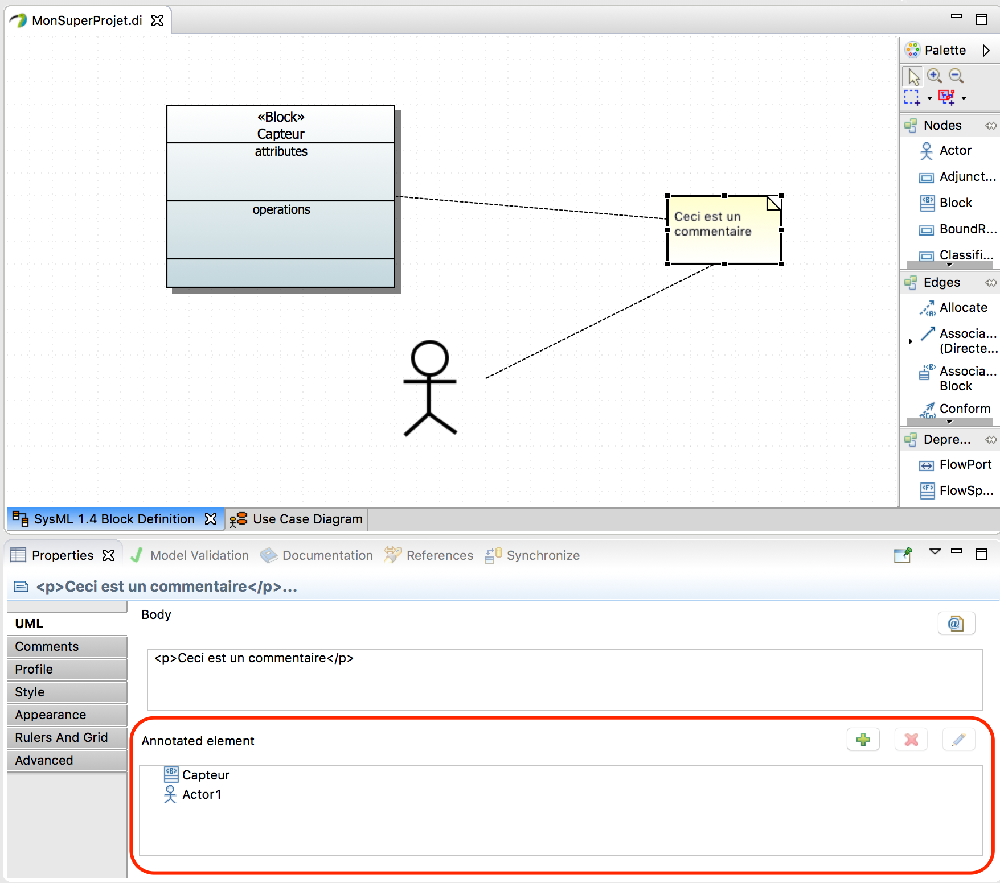 MonSuperProjet.di
Palette
«Block»
Capteur
attributes
operations
Ceci est un
commentaire
Nodes
Actor
Adjunct...
Block
BoundR...
Classifi...
Edges
Allocate
Associa...
(Directe...
Associa...
Block
Conform
Depre...
FlowPort
FlowSp...
SysML 1.4 Block Definition
Use Case Diagram
Properties
Model Validation
Documentation
References
Synchronize
<p>Ceci est un commentaire</p>...
UML
Comments
Profile
Style
Appearance
Rulers And Grid
Advanced
Body
<p>Ceci est un commentaire</p>
Annotated element
Capteur
Actor1